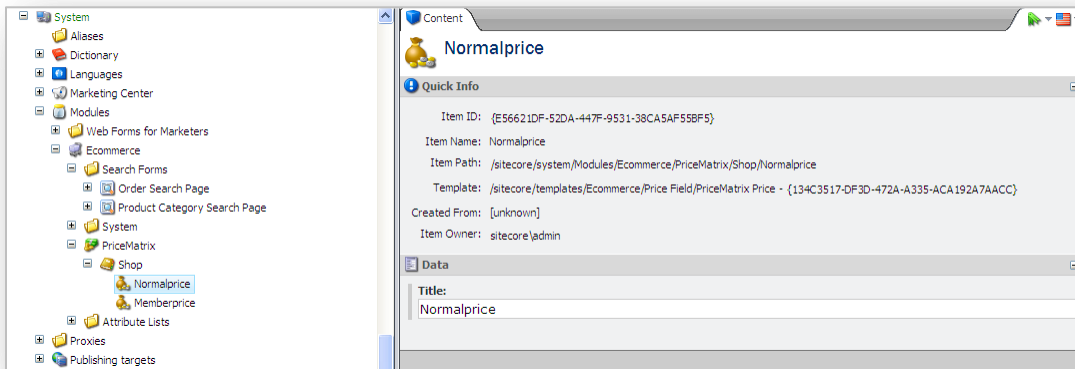 System
Aliases
Dictionary
Languages
Marketing Center
Modules
Web Forms for Marketers
Ecommerce
Search Forms
Order Search Page
Product Category Search Page
System
PriceMatrix
Shop
Normalprice
Memberprice
Attribute Lists
Proxies
Publishing targets
Content
Normalprice
Quick Info
Item ID: {E56621DF-52DA-447F-9531-38CA5AF55BF5}
Item Name: Normalprice
Item Path: /sitecore/system/Modules/Ecommerce/PriceMatrix/Shop/Normalprice
Template: /sitecore/templates/Ecommerce/Price Field/PriceMatrix Price - {134C3517-DF3D-472A-A335-ACA192A7AACC}
Created From: [unknown]
Item Owner: sitecore\admin
Data
Title:
Normalprice